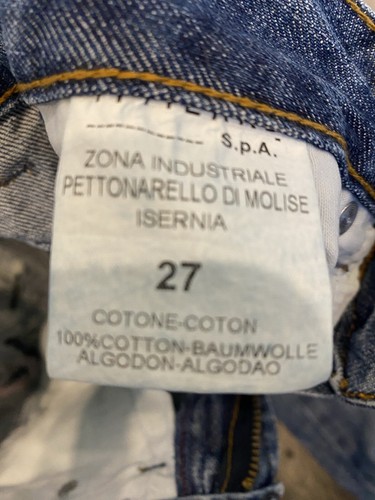 S.p.A.
ZONA INDUSTRIALE
PETTONARELLO DI MOLISE
ISERNIA
27
COTONE-COTON
100%COTTON-BAUMWOLLE
ALGODON-ALGODAO